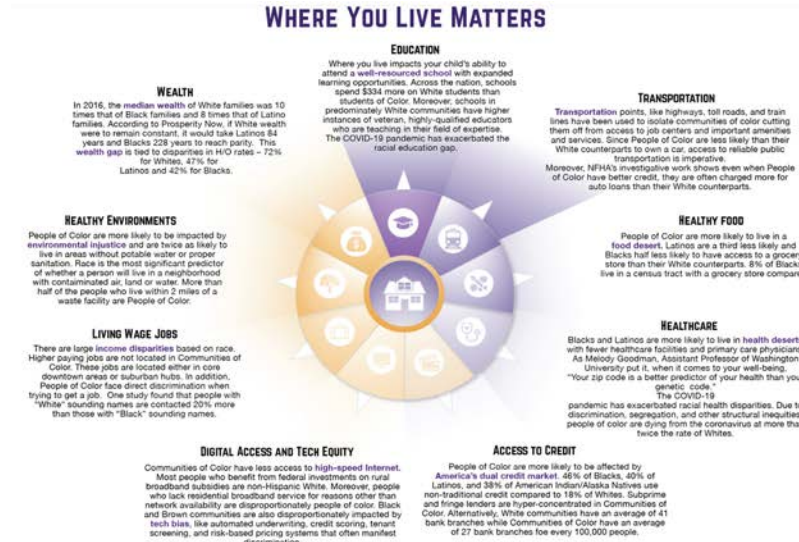 WHERE YOU LIVE MATTERS
EDUCATION
Where you live impacts your child's ability to
attend a well-resourced school with expanded
learning opportunities. Across the nation, schools
spend $334 more on White students than
students of Color. Moreover, schools in
predominately White communities have higher
instances of veteran, highly-qualified educators
who are teaching in their field of expertise.
The COVID-19 pandemic has exacerbated the
racial education gap.
WEALTH
In 2016, the median wealth of White families was 10
times that of Black families and 8 times that of Latino
families. According to Prosperity Now, if White wealth
were to remain constant, it would take Latinos 84
years and Blacks 228 years to reach parity. This
wealth gap is tied to disparities in H/O rates – 72%
for Whites, 47% for
Latinos and 42% for Blacks.
TRANSPORTATION
Transportation points, like highways, toll roads, and train
lines have been used to isolate communities of color cutting
them off from access to job centers and important amenities
and services. Since People of Color are less likely than their
White counterparts to own a car, access to reliable public
transportation is imperative.
Moreover, NFHA's investigative work shows even when People
of Color have better credit, they are often charged more for
auto loans than their White counterparts.
HEALTHY ENVIRONMENTS
People of Color are more likely to be impacted by
environmental injustice and are twice as likely to
live in areas without potable water or proper
sanitation. Race is the most significant predictor
of whether a person will live in a neighborhood
with contaiminated air, land or water. More than
half of the people who live within 2 miles of a
waste facility are People of Color.
HEALTHY FOOD
People of Color are more likely to live in a
food desert. Latinos are a third less likely and
Blacks half less likely to have access to a grocery
store than their White counterparts. 8% of Blacks
live in a census tract with a grocery store compare
LIVING WAGE JOBS
There are large income disparities based on race.
Higher paying jobs are not located in Communities of
Color. These jobs are located either in core
downtown areas or suburban hubs. In addition,
People of Color face direct discrimination when
trying to get a job. One study found that people with
"White" sounding names are contacted 20% more
than those with "Black" sounding names.
HEALTHCARE
Blacks and Latinos are more likely to live in health deserts
with fewer healthcare facilities and primary care physicians
As Melody Goodman, Assistant Professor of Washington
University put it, when it comes to your well-being,
"Your zip code is a better predictor of your health than your
genetic code."
The COVID-19
pandemic has exacerbated racial health disparities. Due to
discrimination, segregation, and other structural inequities
people of color are dying from the coronavirus at more than
twice the rate of Whites.
DIGITAL ACCESS AND TECH EQUITY
Communities of Color have less access to high-speed Internet.
Most people who benefit from federal investments on rural
broadband subsidies are non-Hispanic White. Moreover, people
who lack residential broadband service for reasons other than
network availability are disproportionately people of color. Black
and Brown communities are also disproportionately impacted by
tech bias, like automated underwriting, credit scoring, tenant
screening, and risk-based pricing systems that often manifest
discrimination
ACCESS TO CREDIT
People of Color are more likely to be affected by
America's dual credit market. 46% of Blacks, 40% of
Latinos, and 38% of American Indian/Alaska Natives use
non-traditional credit compared to 18% of Whites. Subprime
and fringe lenders are hyper-concentrated in Communities of
Color. Alternatively, White communities have an average of 41
bank branches while Communities of Color have an average
of 27 bank branches foe every 100,000 people.